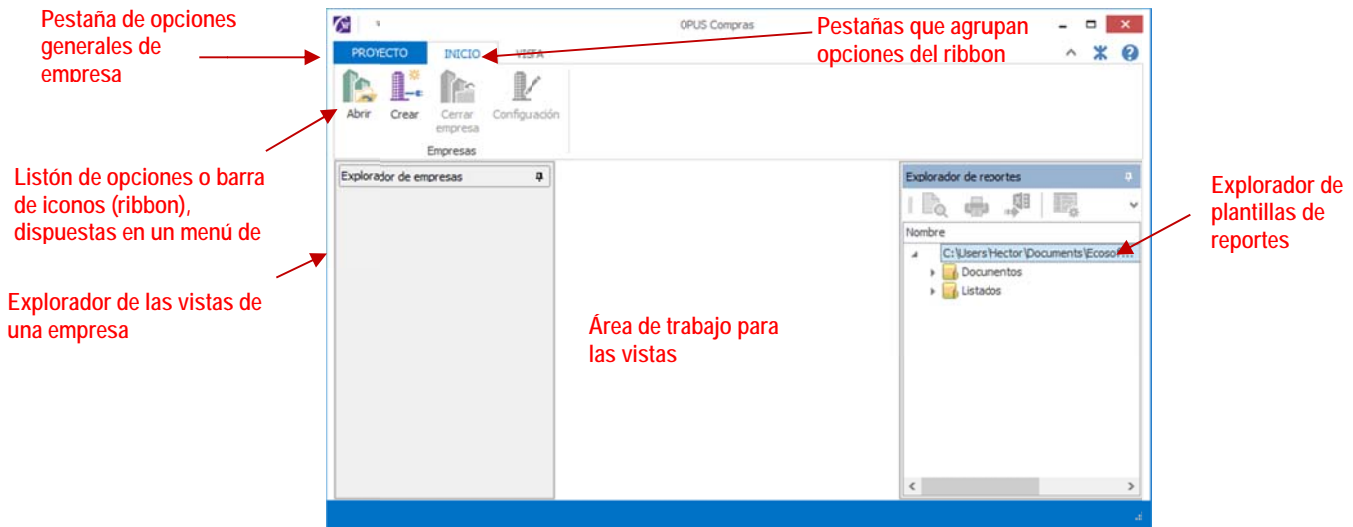 Pestaña de opciones
generales de
empresa
OPUS Compras
Pestañas que agrupan
opciones del ribbon
PROYECTO INICIO VISTA
Abrir Crear Cerrar
empresa Configuación
Empresas
Listón de opciones o barra
de iconos (ribbon),
dispuestas en un menú de
Explorador de las vistas de
una empresa
Explorador de empresas
Área de trabajo para
las vistas
Explorador de reportes
Nombre
C:\Users\Hector\Documents\Ecosof...
Documentos
Listados
Explorador de
plantillas de
reportes